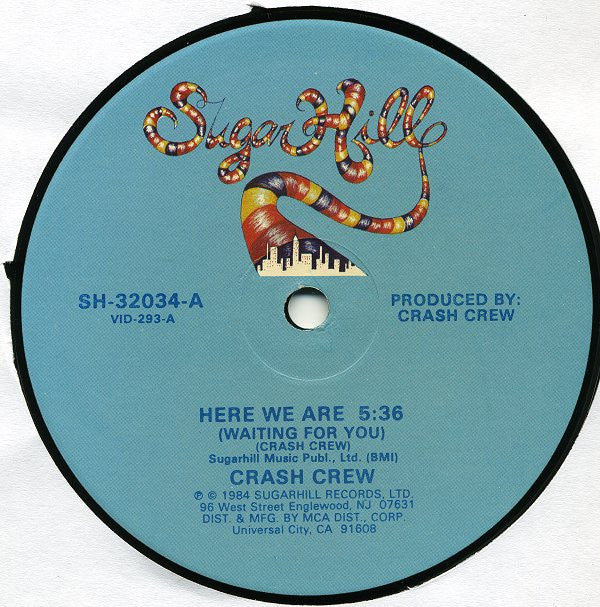 Sugar Hill
SH-32034-A
VID-293-A
PRODUCED BY:
CRASH CREW
HERE WE ARE 5:36
(WAITING FOR YOU)
(CRASH CREW)
Sugarhill Music Publ., Ltd. (BMI)
CRASH CREW
℗ © 1984 SUGARHILL RECORDS, LTD.
96 West Street Englewood, NJ 07631
DIST. & MFG. BY MCA DIST., CORP.
Universal City, CA 91608